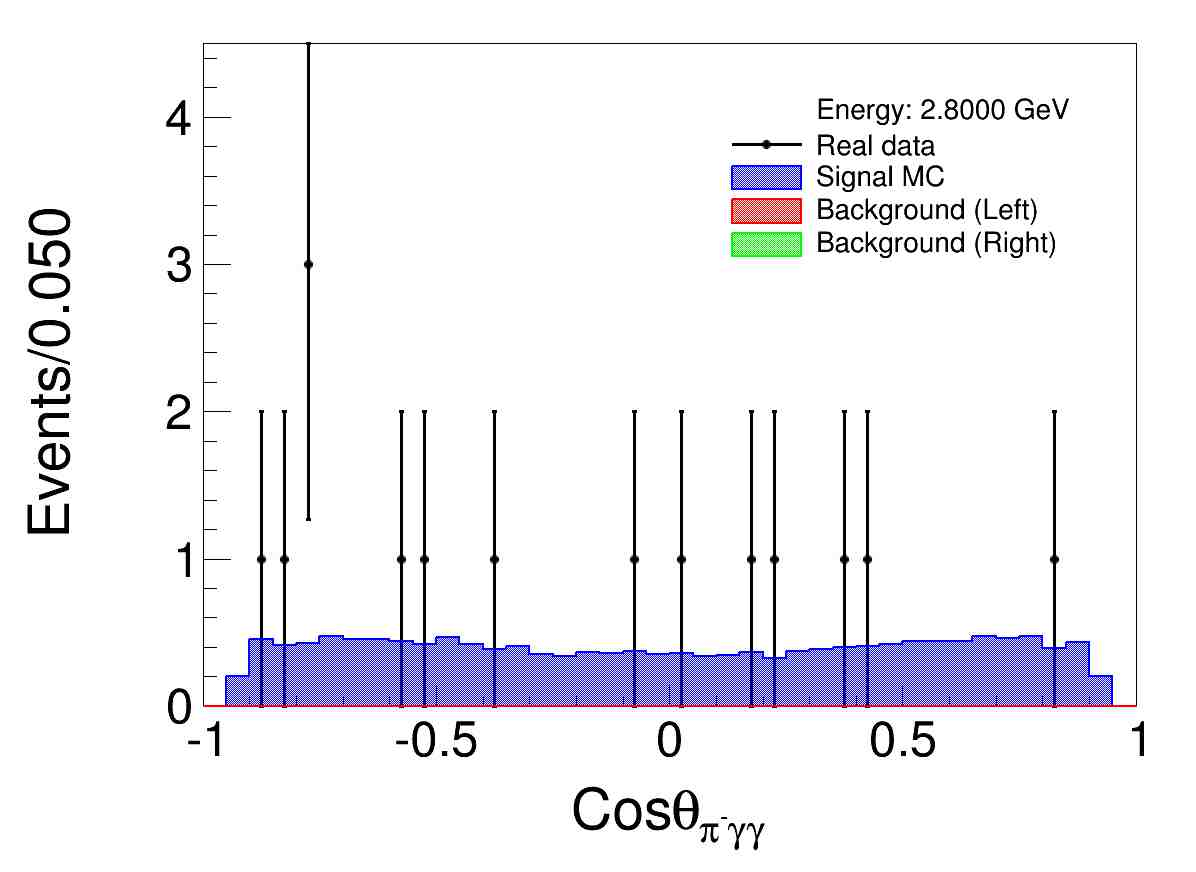 Energy: 2.8000 GeV
Real data
Signal MC
Background (Left)
Background (Right)
Events/0.050
4
3
2
1
0
-1 -0.5 0 0.5 1
Cosθπ-γγ